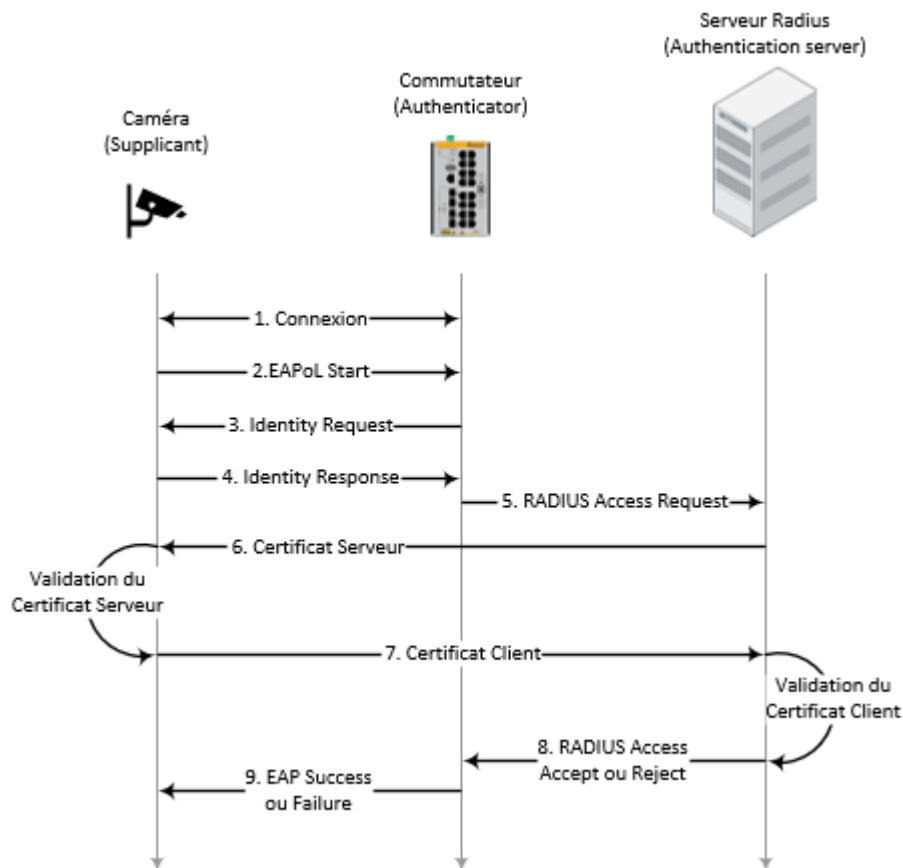 Serveur Radius
(Authentication server)
Commutateur
(Authenticator)
Caméra
(Supplicant)
1. Connexion
2.EAPoL Start
3. Identity Request
4. Identity Response
5. RADIUS Access Request
6. Certificat Serveur
Validation du
Certificat Serveur
7. Certificat Client
Validation du
Certificat Client
8. RADIUS Access
Accept ou Reject
9. EAP Success
ou Failure